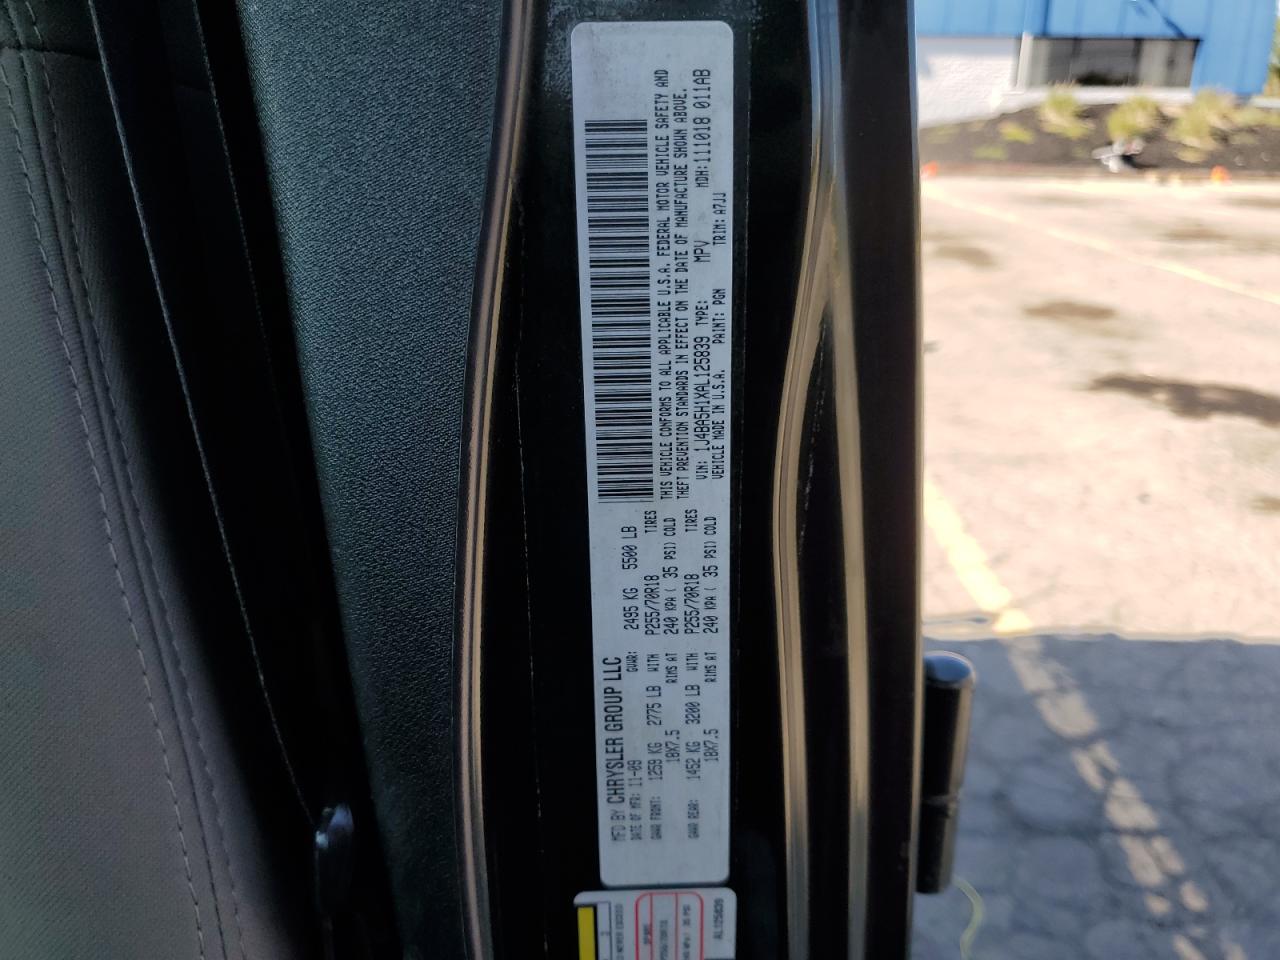 MFD BY CHRYSLER GROUP LLC
DATE OF MFR: 11-09 GVWR: 2495 KG 5500 LB
GAWR FRONT: 1259 KG 2775 LB WITH P255/70R18 TIRES
18X7.5 RIMS AT 240 KPA ( 35 PSI) COLD
GAWR REAR: 1452 KG 3200 LB WITH P255/70R18 TIRES
18X7.5 RIMS AT 240 KPA ( 35 PSI) COLD
THIS VEHICLE CONFORMS TO ALL APPLICABLE U.S.A. FEDERAL MOTOR VEHICLE SAFETY AND
THEFT PREVENTION STANDARDS IN EFFECT ON THE DATE OF MANUFACTURE SHOWN ABOVE.
VIN: 1J4BA5H1XAL125839 TYPE: MPV MDH: 111018 011AB
VEHICLE MADE IN U.S.A. PAINT: PGM TRIM: A7JJ
AL125839